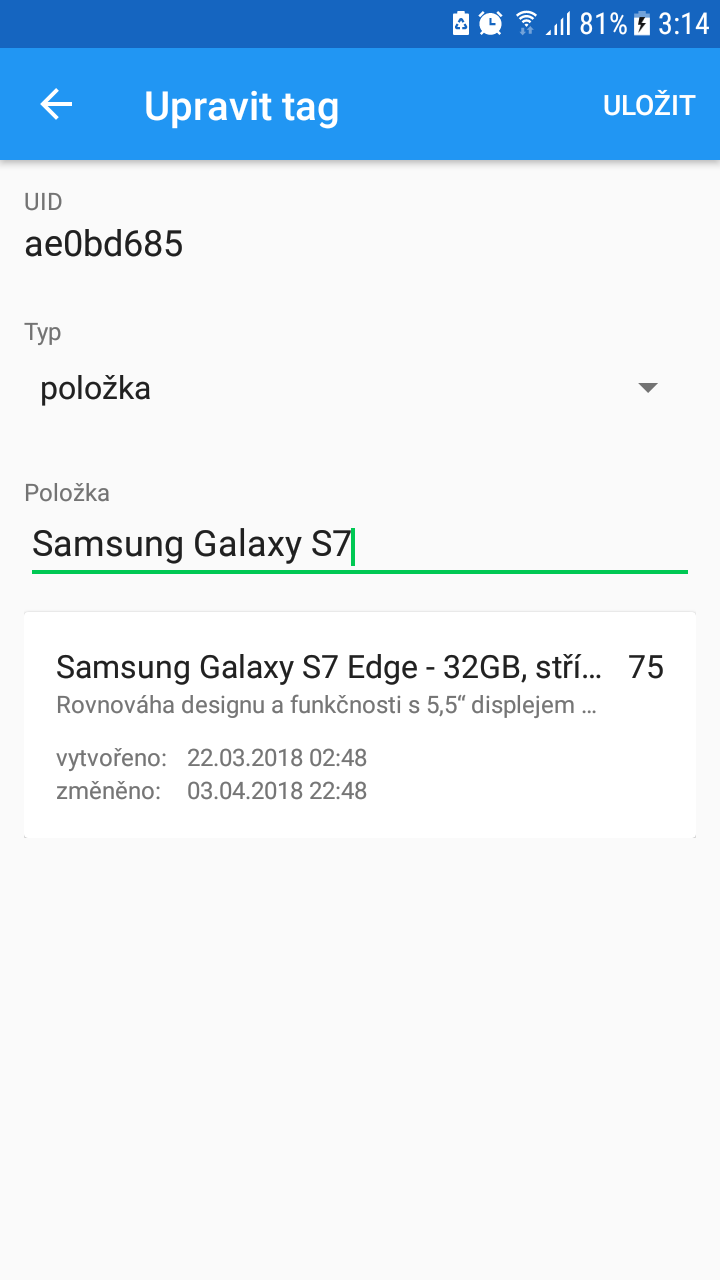 81% 3:14
Upravit tag ULOŽIT
UID
ae0bd685
Typ
položka
Položka
Samsung Galaxy S7
Samsung Galaxy S7 Edge - 32GB, stří... 75
Rovnováha designu a funkčnosti s 5,5“ displejem ...
vytvořeno: 22.03.2018 02:48
změněno: 03.04.2018 22:48